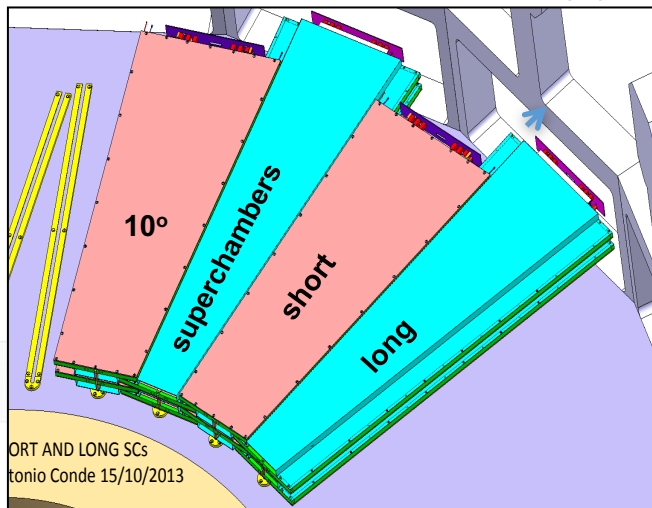 10º
superchambers
short
long
ORT AND LONG SCs
tonio Conde 15/10/2013